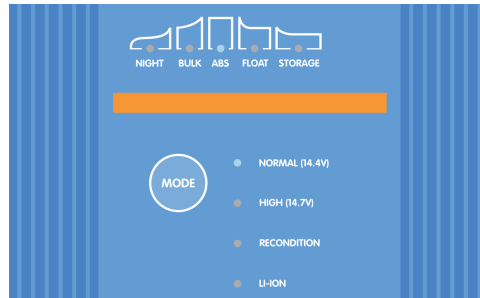 NIGHT BULK ABS FLOAT STORAGE
MODE
NORMAL (14.4V)
HIGH (14.7V)
RECONDITION
LI-ION